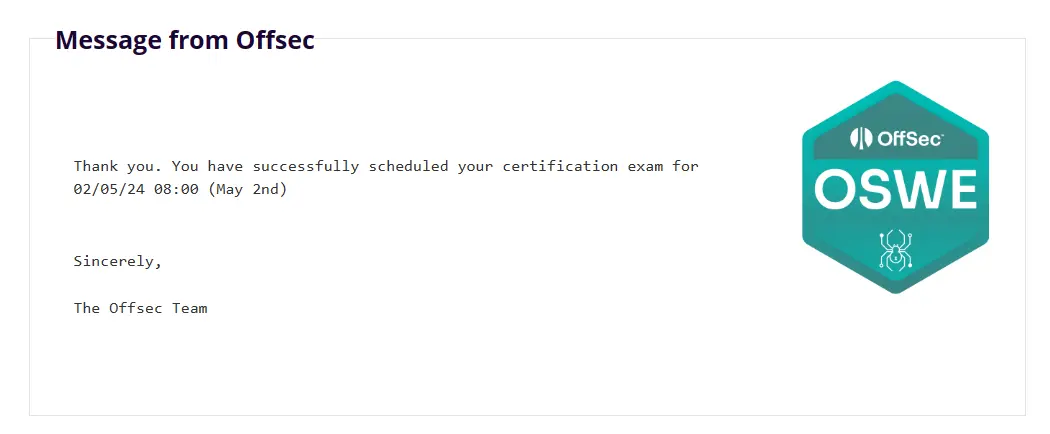 Message from Offsec
Thank you. You have successfully scheduled your certification exam for
02/05/24 08:00 (May 2nd)
Sincerely,
The Offsec Team
OffSec
OSWE